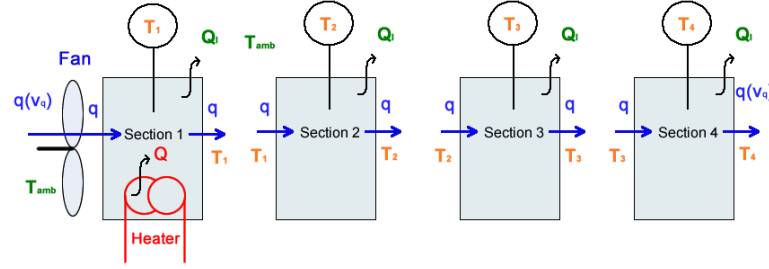 T1
T2
T3
T4
Ql
Tamb
Ql
Ql
Ql
Fan
q(vq)
q
q
q
q
q
q
q
q(vq)
Section 1
Section 2
Section 3
Section 4
T1
T1
T2
T2
T3
T3
T4
Q
Tamb
Heater